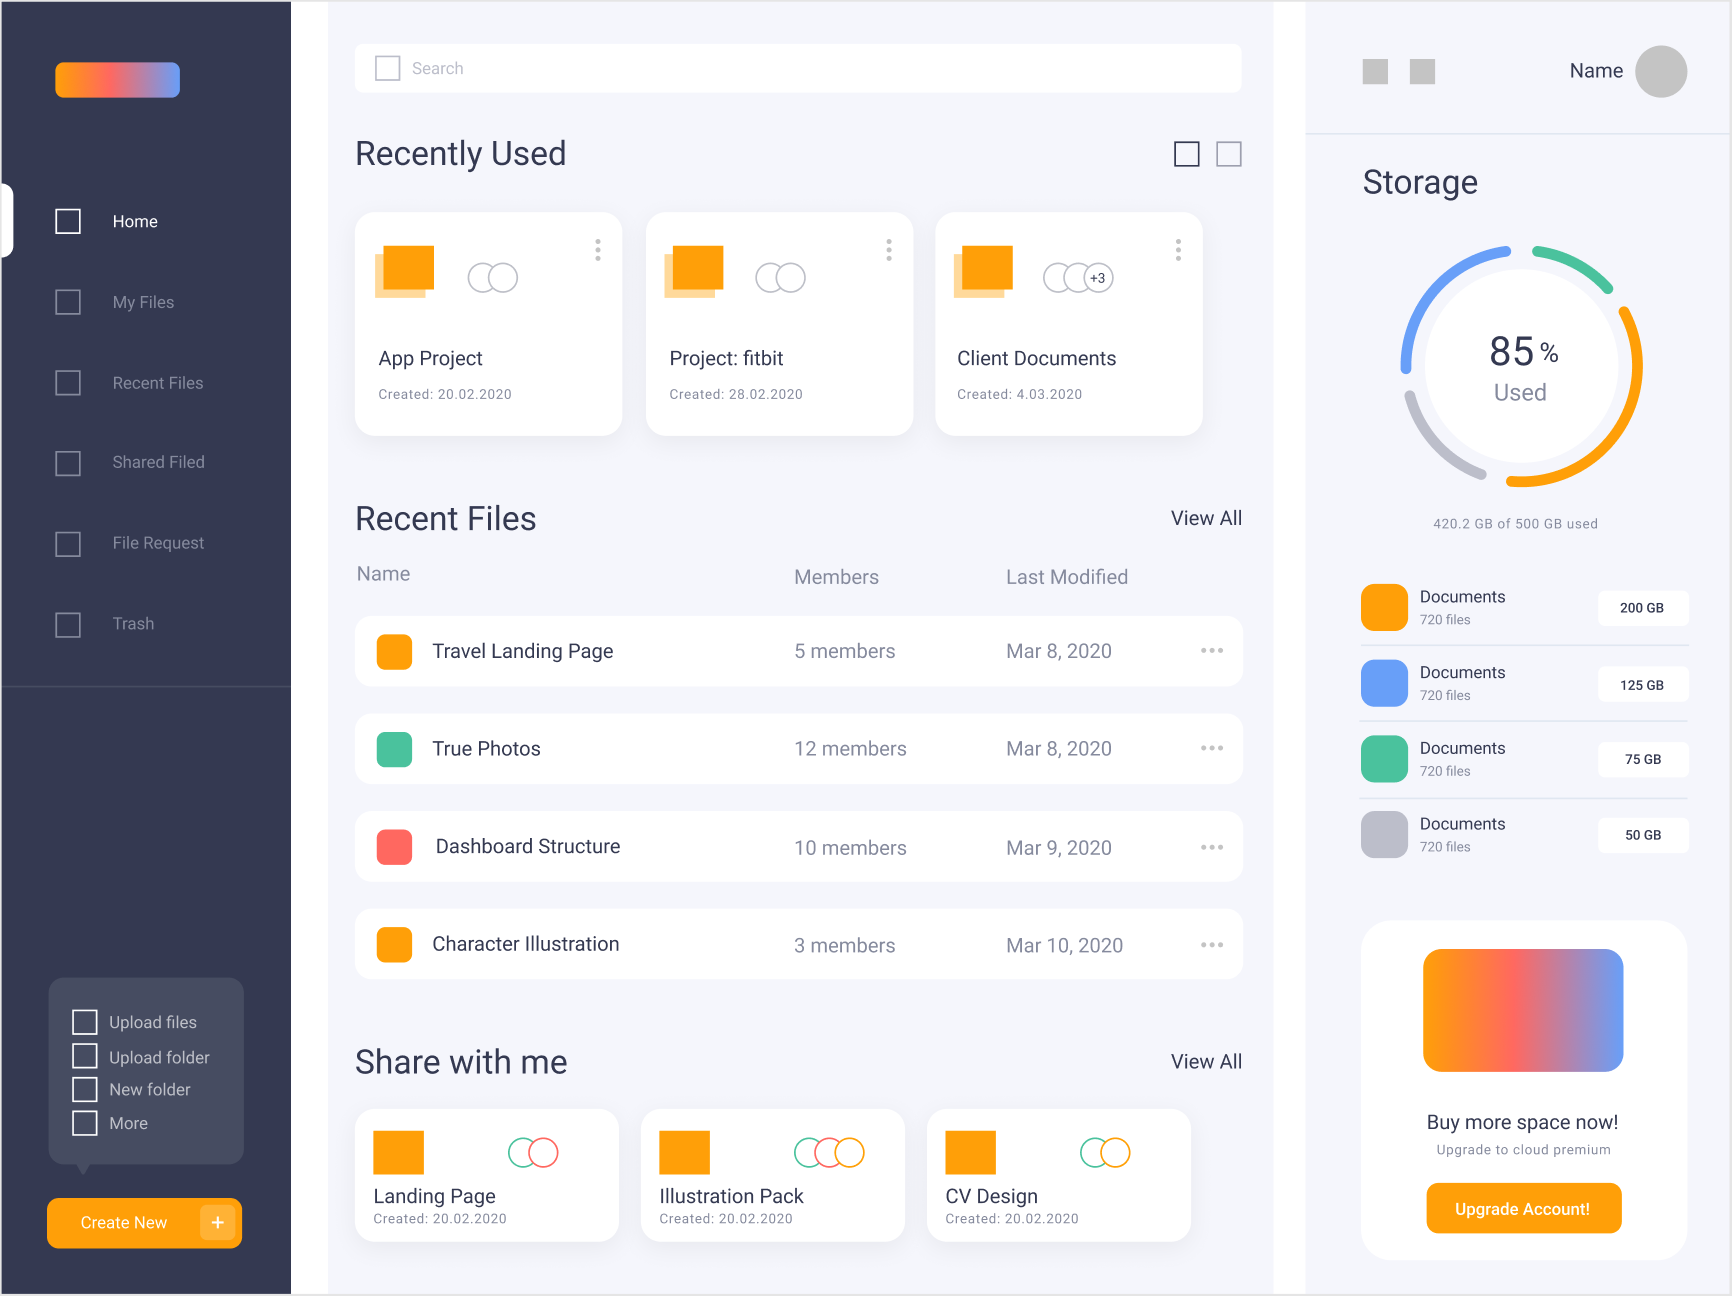 Home
My Files
Recent Files
Shared Filed
File Request
Trash
Upload files
Upload folder
New folder
More
Create New +
Search
Recently Used
App Project
Created: 20.02.2020
Project: fitbit
Created: 28.02.2020
+3
Client Documents
Created: 4.03.2020
Recent Files
View All
Name Members Last Modified
Travel Landing Page 5 members Mar 8, 2020
True Photos 12 members Mar 8, 2020
Dashboard Structure 10 members Mar 9, 2020
Character Illustration 3 members Mar 10, 2020
Share with me
View All
Landing Page
Created: 20.02.2020
Illustration Pack
Created: 20.02.2020
CV Design
Created: 20.02.2020
Name
Storage
85 %
Used
420.2 GB of 500 GB used
Documents
720 files
200 GB
Documents
720 files
125 GB
Documents
720 files
75 GB
Documents
720 files
50 GB
Buy more space now!
Upgrade to cloud premium
Upgrade Account!